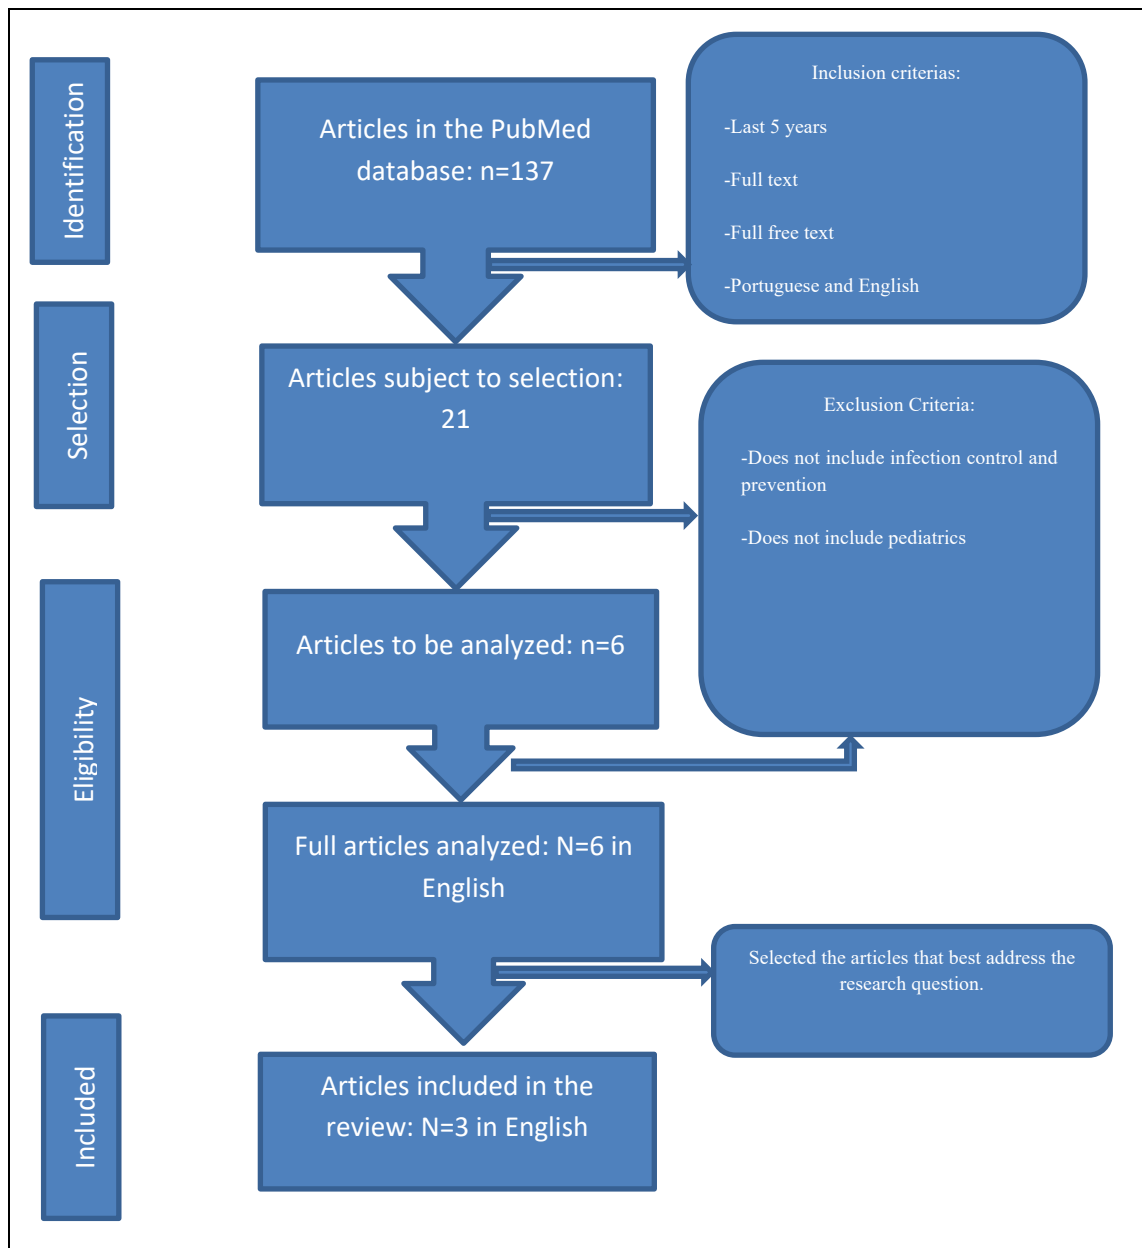 Identification
Articles in the PubMed
database: n=137
Inclusion criterias:
-Last 5 years
-Full text
-Full free text
-Portuguese and English
Selection
Articles subject to selection:
21
Exclusion Criteria:
-Does not include infection control and
prevention
-Does not include pediatrics
Eligibility
Articles to be analyzed: n=6
Full articles analyzed: N=6 in
English
Selected the articles that best address the
research question.
Included
Articles included in the
review: N=3 in English